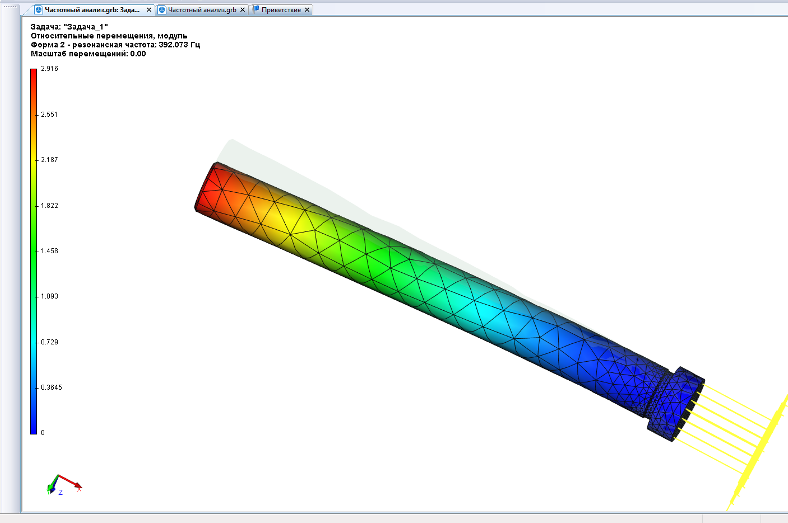 Частотный анализ.grb: Зада...
Частотный анализ.grb
Приветствие
Задача: "Задача_1"
Относительные перемещения, модуль
Форма 2 - резонансная частота: 392.073 Гц
Масштаб перемещений: 0.00
2.916
2.551
2.187
1.822
1.458
1.093
0.729
0.3645
0
Z
X